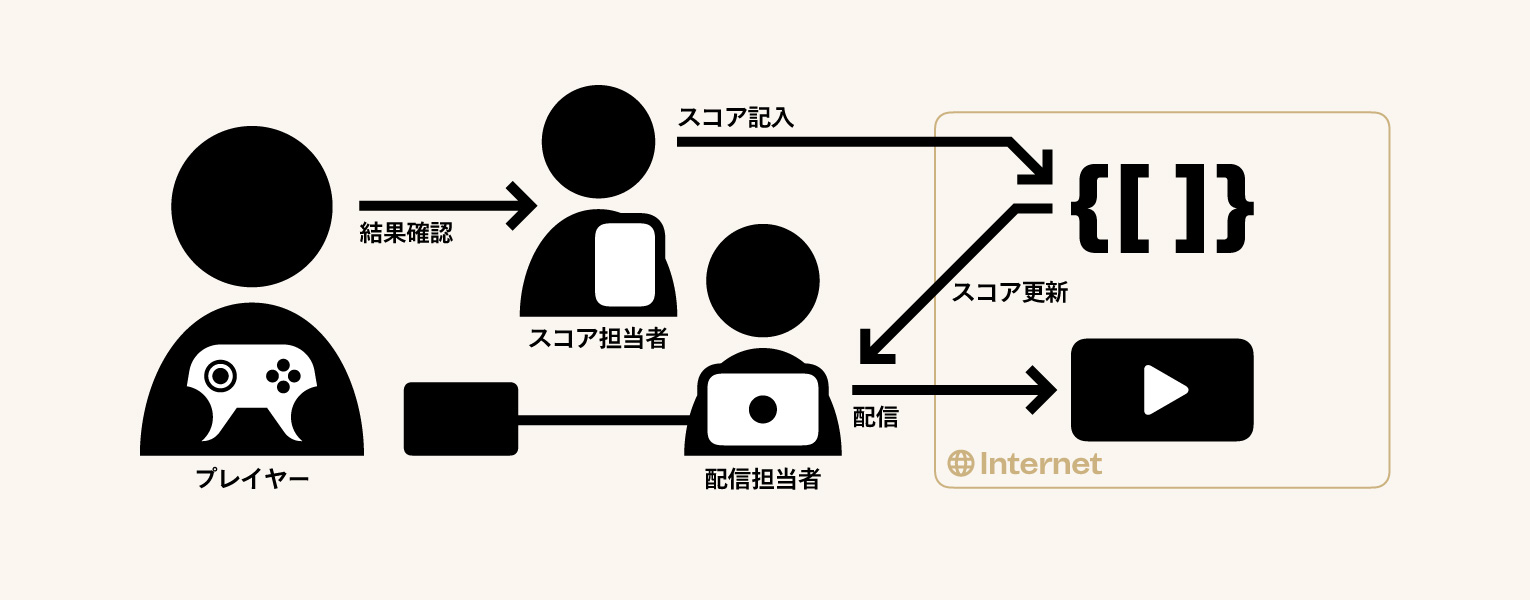 スコア記入
結果確認
{[ ]}
スコア更新
スコア担当者
配信
Internet
プレイヤー
配信担当者